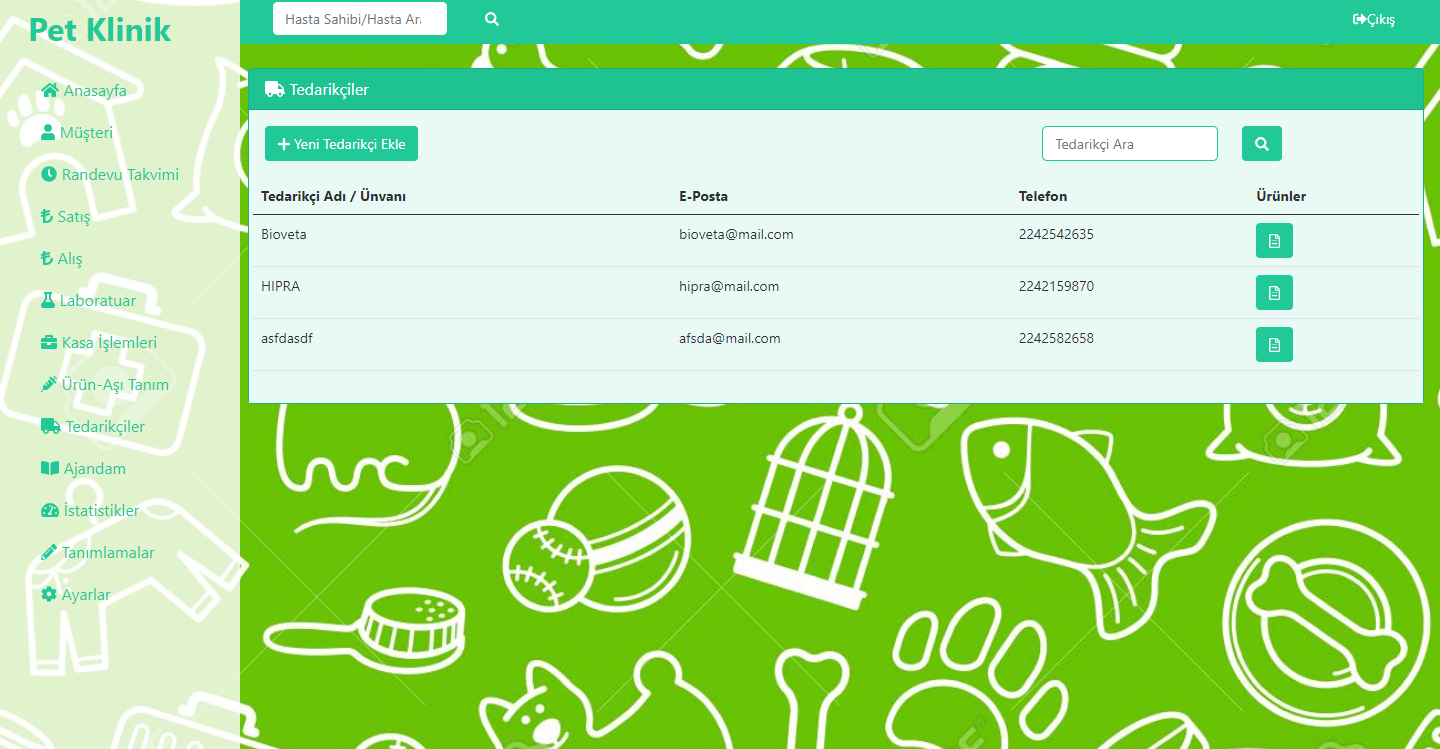 Pet Klinik
Hasta Sahibi/Hasta Ara
Çıkış
Anasayfa
Müşteri
Randevu Takvimi
Satış
Alış
Laboratuar
Kasa İşlemleri
Ürün-Aşı Tanım
Tedarikçiler
Ajandam
İstatistikler
Tanımlamalar
Ayarlar
Tedarikçiler
Yeni Tedarikçi Ekle
Tedarikçi Ara
Tedarikçi Adı / Ünvanı E-Posta Telefon Ürünler
Bioveta bioveta@mail.com 2242542635
HIPRA hipra@mail.com 2242159870
asfdasdf afsda@mail.com 2242582658